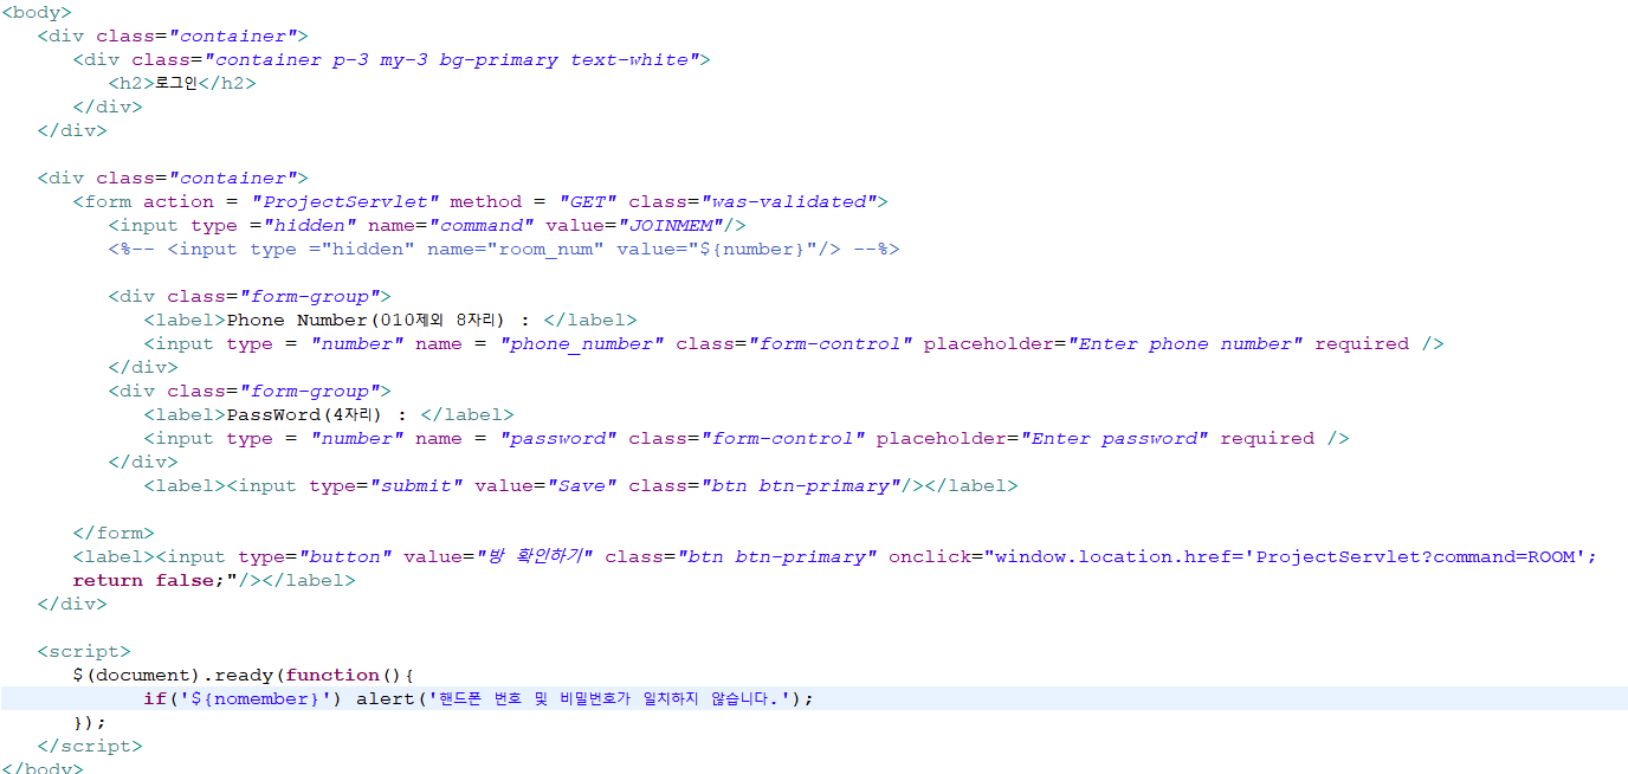 <body>
<div class="container">
<div class="container p-3 my-3 bg-primary text-white">
<h2>로그인</h2>
</div>
</div>
<div class="container">
<form action = "ProjectServlet" method = "GET" class="was-validated">
<input type ="hidden" name="command" value="JOINMEM"/>
<%-- <input type ="hidden" name="room_num" value="${number}"/> --%>
<div class="form-group">
<label>Phone Number(010제외 8자리) : </label>
<input type = "number" name = "phone_number" class="form-control" placeholder="Enter phone number" required />
</div>
<div class="form-group">
<label>PassWord(4자리) : </label>
<input type = "number" name = "password" class="form-control" placeholder="Enter password" required />
</div>
<label><input type="submit" value="Save" class="btn btn-primary"/></label>
</form>
<label><input type="button" value="방 확인하기" class="btn btn-primary" onclick="window.location.href='ProjectServlet?command=ROOM';
return false;"/></label>
</div>
<script>
$(document).ready(function(){
if('${nomember}') alert('핸드폰 번호 및 비밀번호가 일치하지 않습니다.');
});
</script>
</body>